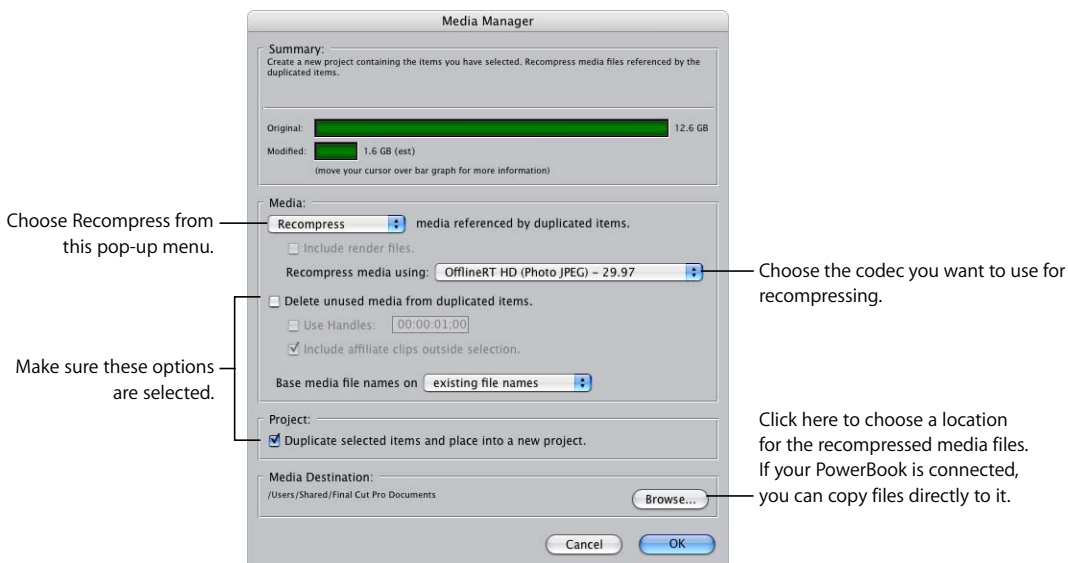 Media Manager
Summary:
Create a new project containing the items you have selected. Recompress media files referenced by the
duplicated items.
Original:
12.6 GB
Modified:
1.6 GB (est)
(move your cursor over bar graph for more information)
Media:
Choose Recompress from
this pop-up menu.
Recompress
media referenced by duplicated items.
Include render files.
Recompress media using:
OfflineRT HD (Photo JPEG) – 29.97
Choose the codec you want to use for
recompressing.
Delete unused media from duplicated items.
Use Handles:
00:00:01:00
Include affiliate clips outside selection.
Make sure these options
are selected.
Base media file names on
existing file names
Project:
Duplicate selected items and place into a new project.
Click here to choose a location
for the recompressed media files.
If your PowerBook is connected,
you can copy files directly to it.
Media Destination:
/Users/Shared/Final Cut Pro Documents
Browse...
Cancel
OK